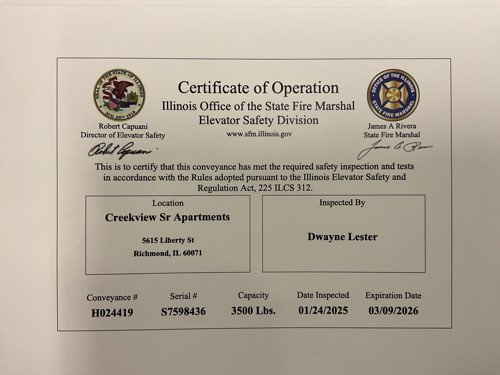 Certificate of Operation
Illinois Office of the State Fire Marshal
Elevator Safety Division
www.sfm.illinois.gov
Robert Capuani
Director of Elevator Safety
James A Rivera
State Fire Marshal
This is to certify that this conveyance has met the required safety inspection and tests
in accordance with the Rules adopted pursuant to the Illinois Elevator Safety and
Regulation Act, 225 ILCS 312.
Location
Creekview Sr Apartments
5615 Liberty St
Richmond, IL 60071
Inspected By
Dwayne Lester
Conveyance # Serial # Capacity Date Inspected Expiration Date
H024419 S7598436 3500 Lbs. 01/24/2025 03/09/2026